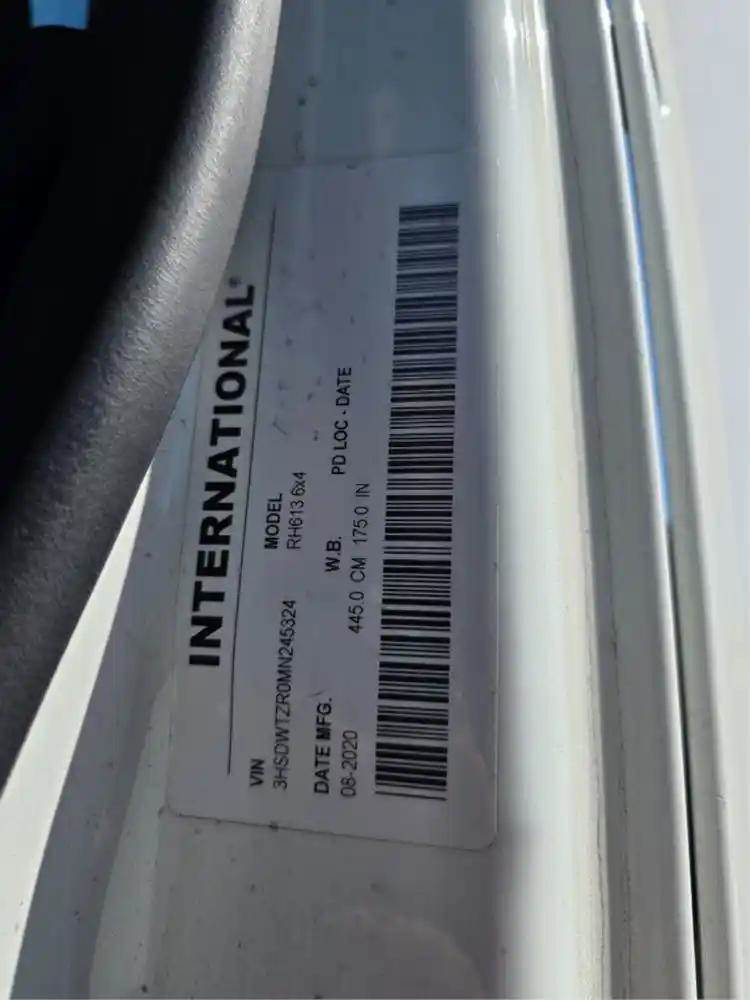 INTERNATIONAL®
VIN MODEL
3HSDWTZR0MN245324 RH613 6x4
DATE MFG. W.B. PD LOC - DATE
08-2020 445.0 CM 175.0 IN